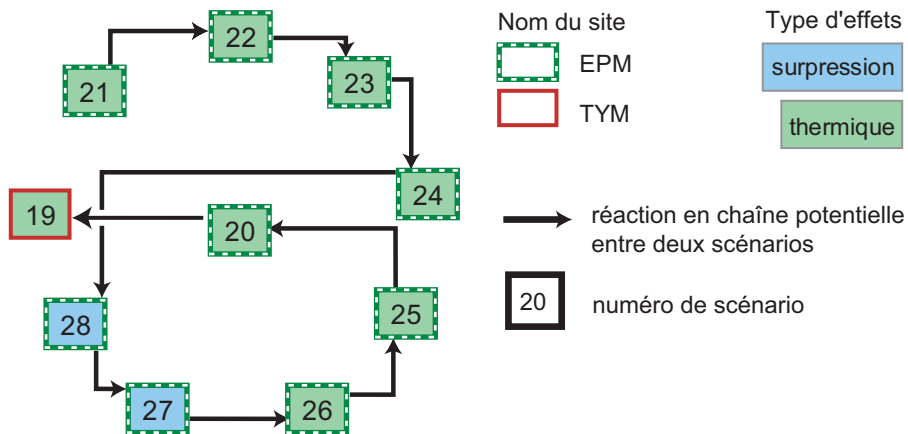 22
21
23
24
19
20
28
25
27
26
Nom du site
EPM
TYM
Type d'effets
surpression
thermique
réaction en chaîne potentielle
entre deux scénarios
20
numéro de scénario